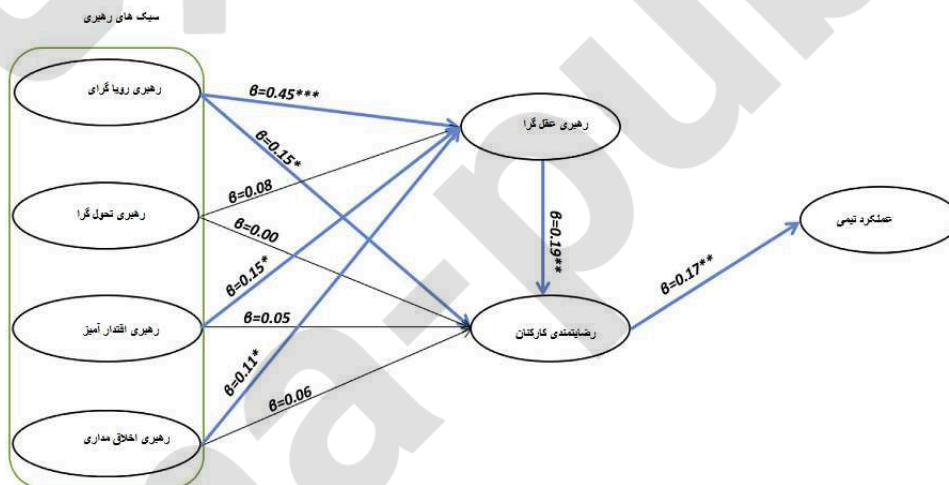 سبک های رهبری
رهبری رویا گرای
رهبری تحول گرا
رهبری اقتدار آمیز
رهبری اخلاق مداری
رهبری عقل گرا
رضایتمندی کارکنان
عملکرد تیمی
β=0.45***
β=0.15*
β=0.08
β=0.00
β=0.15*
β=0.05
β=0.11*
β=0.06
β=0.19**
β=0.17**